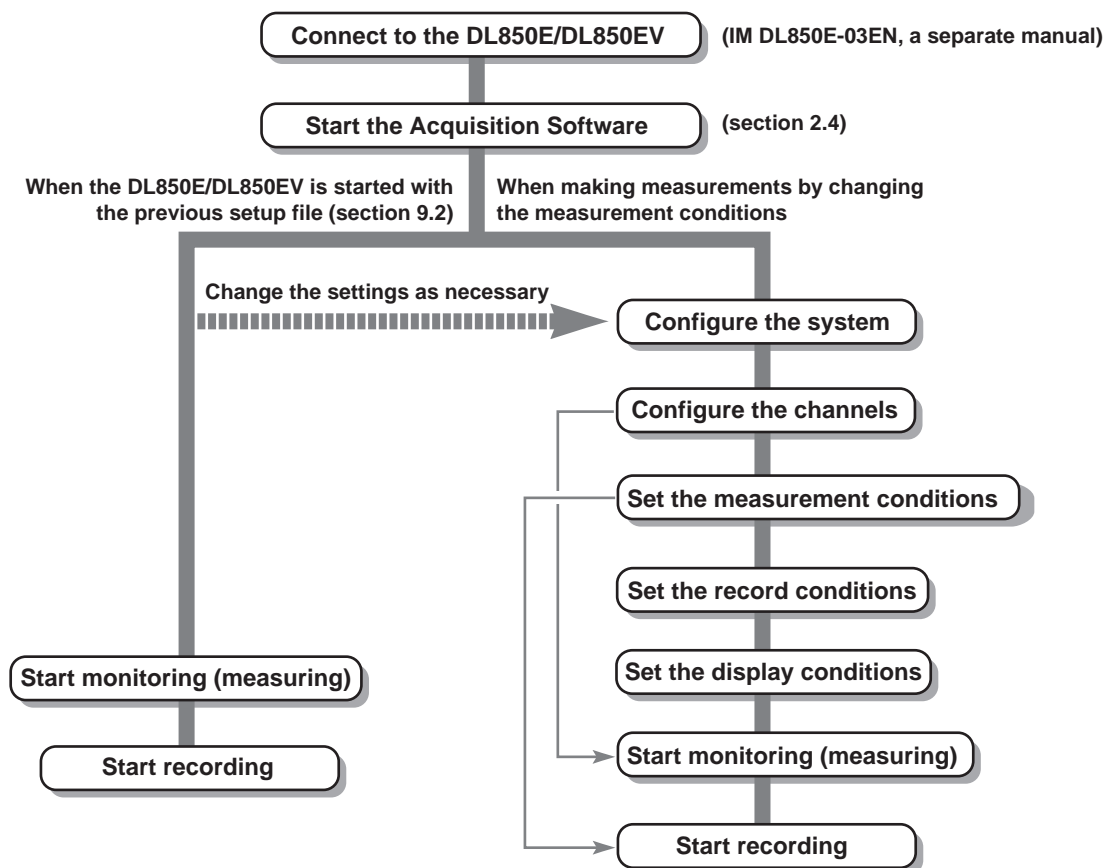 Connect to the DL850E/DL850EV
(IM DL850E-03EN, a separate manual)
Start the Acquisition Software
(section 2.4)
When the DL850E/DL850EV is started with
the previous setup file (section 9.2)
When making measurements by changing
the measurement conditions
Change the settings as necessary
Configure the system
Configure the channels
Set the measurement conditions
Set the record conditions
Set the display conditions
Start monitoring (measuring)
Start recording
Start monitoring (measuring)
Start recording